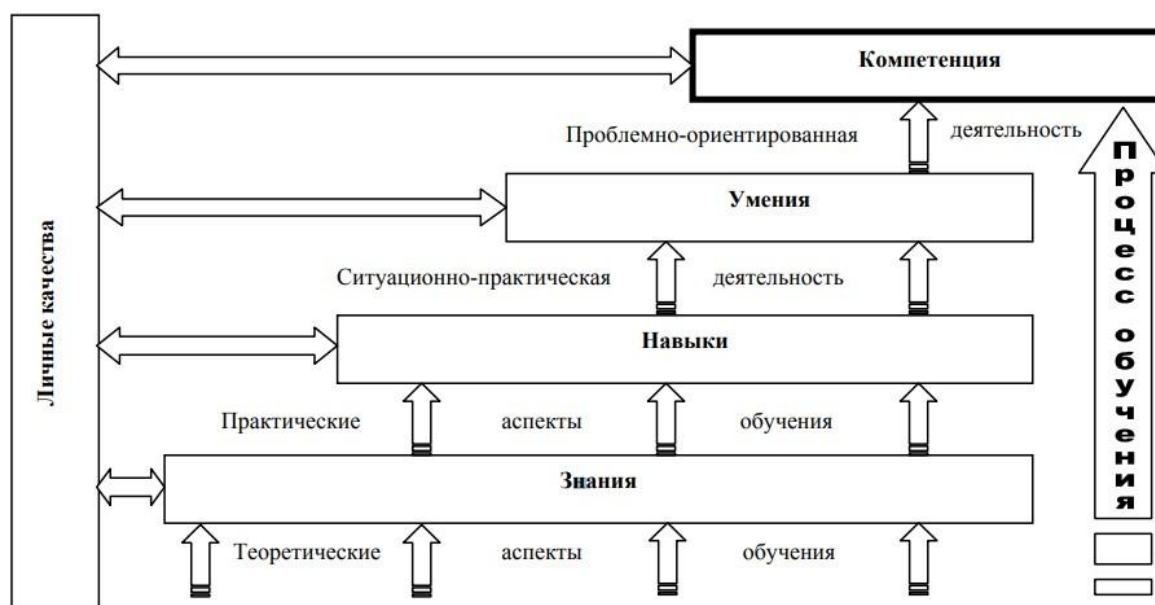 Компетенция
Проблемно-ориентированная деятельность
Умения
Ситуационно-практическая деятельность
Навыки
Практические аспекты обучения
Знания
Теоретические аспекты обучения
Личные качества
Процесс обучения